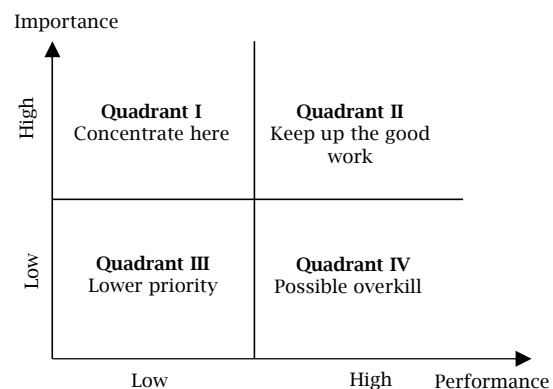 Importance
High
Quadrant I
Concentrate here
Quadrant II
Keep up the good
work
Low
Quadrant III
Lower priority
Quadrant IV
Possible overkill
Low
High
Performance